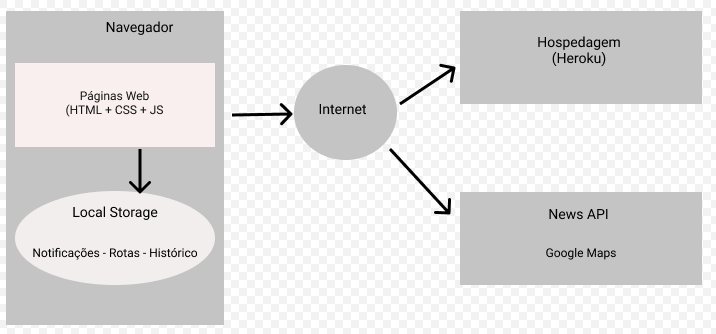 Navegador
Páginas Web
(HTML + CSS + JS
Local Storage
Notificações - Rotas - Histórico
Internet
Hospedagem
(Heroku)
News API
Google Maps